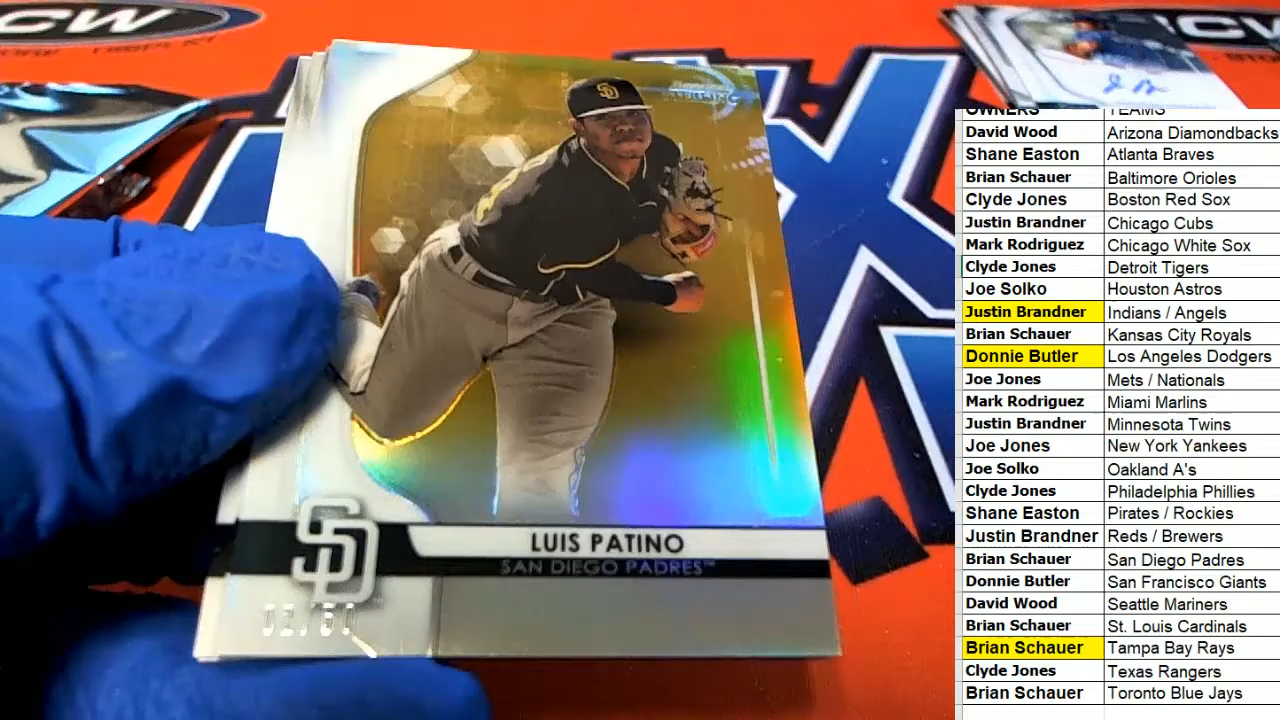 LUIS PATINO
SAN DIEGO PADRES™
OWNERS TEAMS
David Wood Arizona Diamondbacks
Shane Easton Atlanta Braves
Brian Schauer Baltimore Orioles
Clyde Jones Boston Red Sox
Justin Brandner Chicago Cubs
Mark Rodriguez Chicago White Sox
Clyde Jones Detroit Tigers
Joe Solko Houston Astros
Justin Brandner Indians / Angels
Brian Schauer Kansas City Royals
Donnie Butler Los Angeles Dodgers
Joe Jones Mets / Nationals
Mark Rodriguez Miami Marlins
Justin Brandner Minnesota Twins
Joe Jones New York Yankees
Joe Solko Oakland A's
Clyde Jones Philadelphia Phillies
Shane Easton Pirates / Rockies
Justin Brandner Reds / Brewers
Brian Schauer San Diego Padres
Donnie Butler San Francisco Giants
David Wood Seattle Mariners
Brian Schauer St. Louis Cardinals
Brian Schauer Tampa Bay Rays
Clyde Jones Texas Rangers
Brian Schauer Toronto Blue Jays